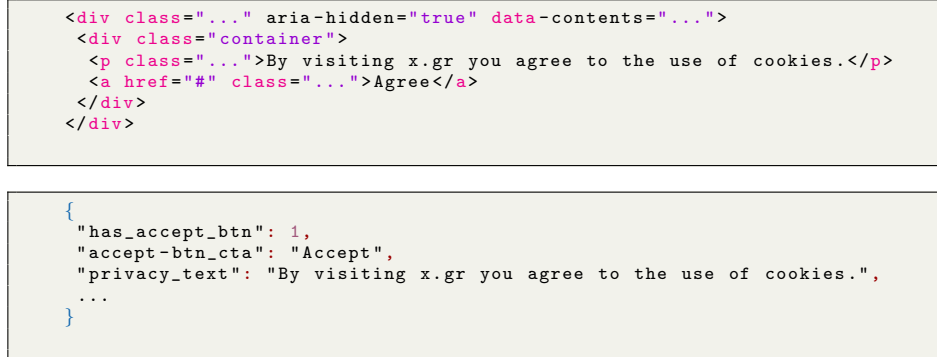 <div class="..." aria-hidden="true" data-contents="...">
<div class="container">
<p class="...">By visiting x.gr you agree to the use of cookies.</p>
<a href="#" class="...">Agree</a>
</div>
</div>
{
"has_accept_btn": 1,
"accept-btn_cta": "Accept",
"privacy_text": "By visiting x.gr you agree to the use of cookies.",
...
}